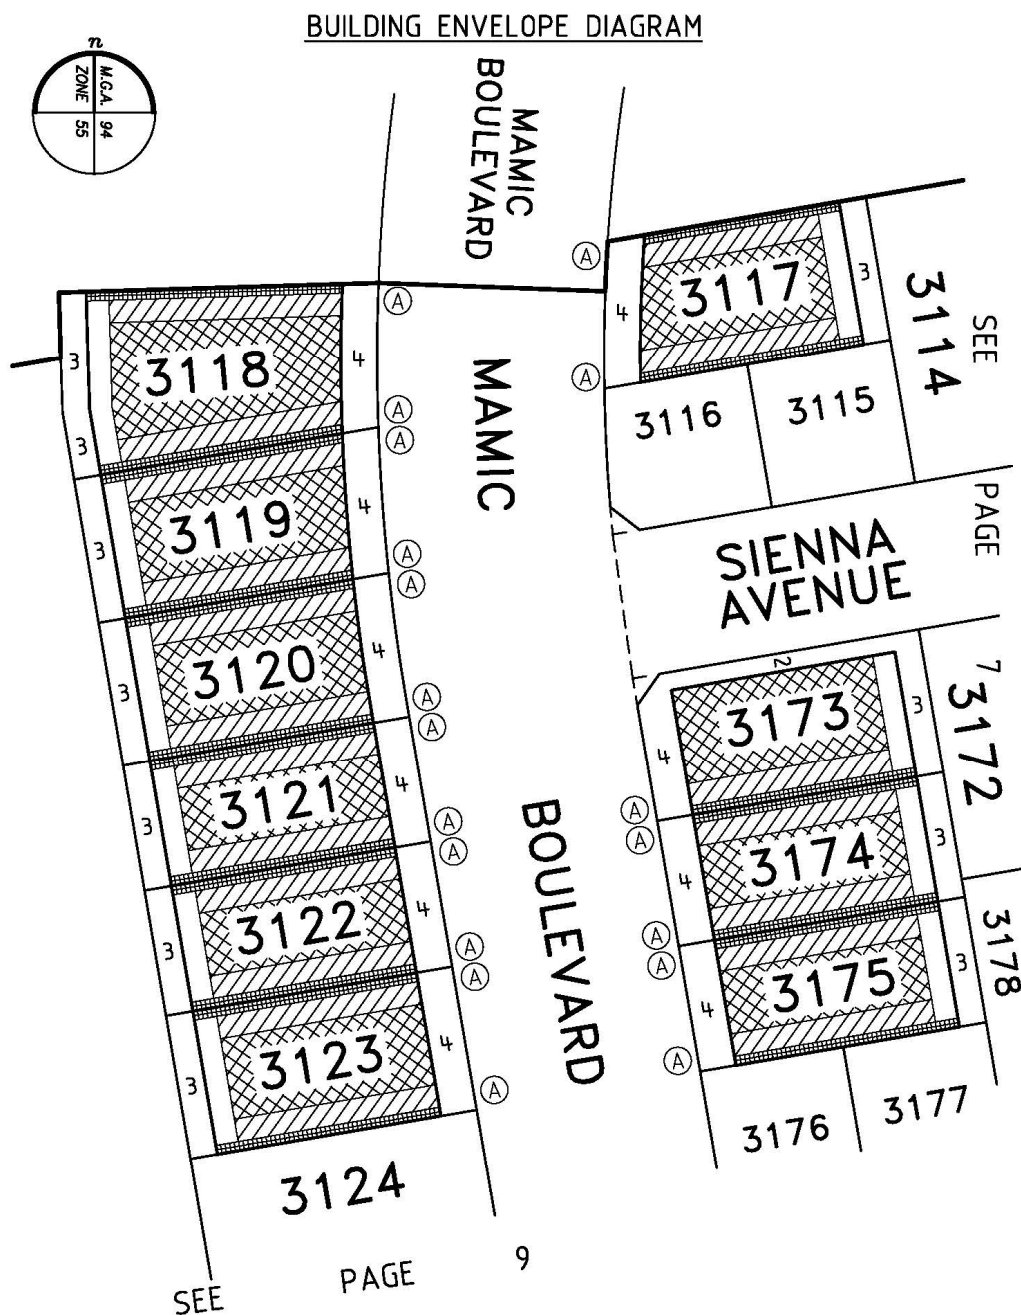 BUILDING ENVELOPE DIAGRAM
n
M.G.A. 94
ZONE 55
MAMIC
BOULEVARD
A
3117
4
3
3114
SEE
A
3118
3
3
4
A
MAMIC
A
A
3116
3115
3119
3
4
A
A
SIENNA
AVENUE
PAGE
7
3120
3
4
A
A
2
3173
4
3
3172
3121
3
4
A
A
BOULEVARD
A
A
3174
4
3
3122
3
4
A
A
A
A
3175
4
3
3178
3123
3
4
A
A
3176
3177
3124
SEE
PAGE
9